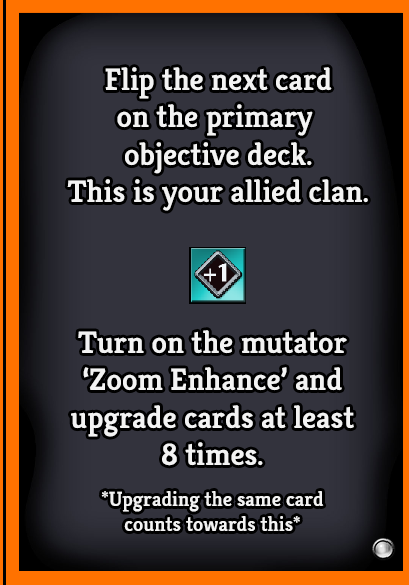 Flip the next card
on the primary
objective deck.
This is your allied clan.
+1
Turn on the mutator
‘Zoom Enhance’ and
upgrade cards at least
8 times.
*Upgrading the same card
counts towards this*